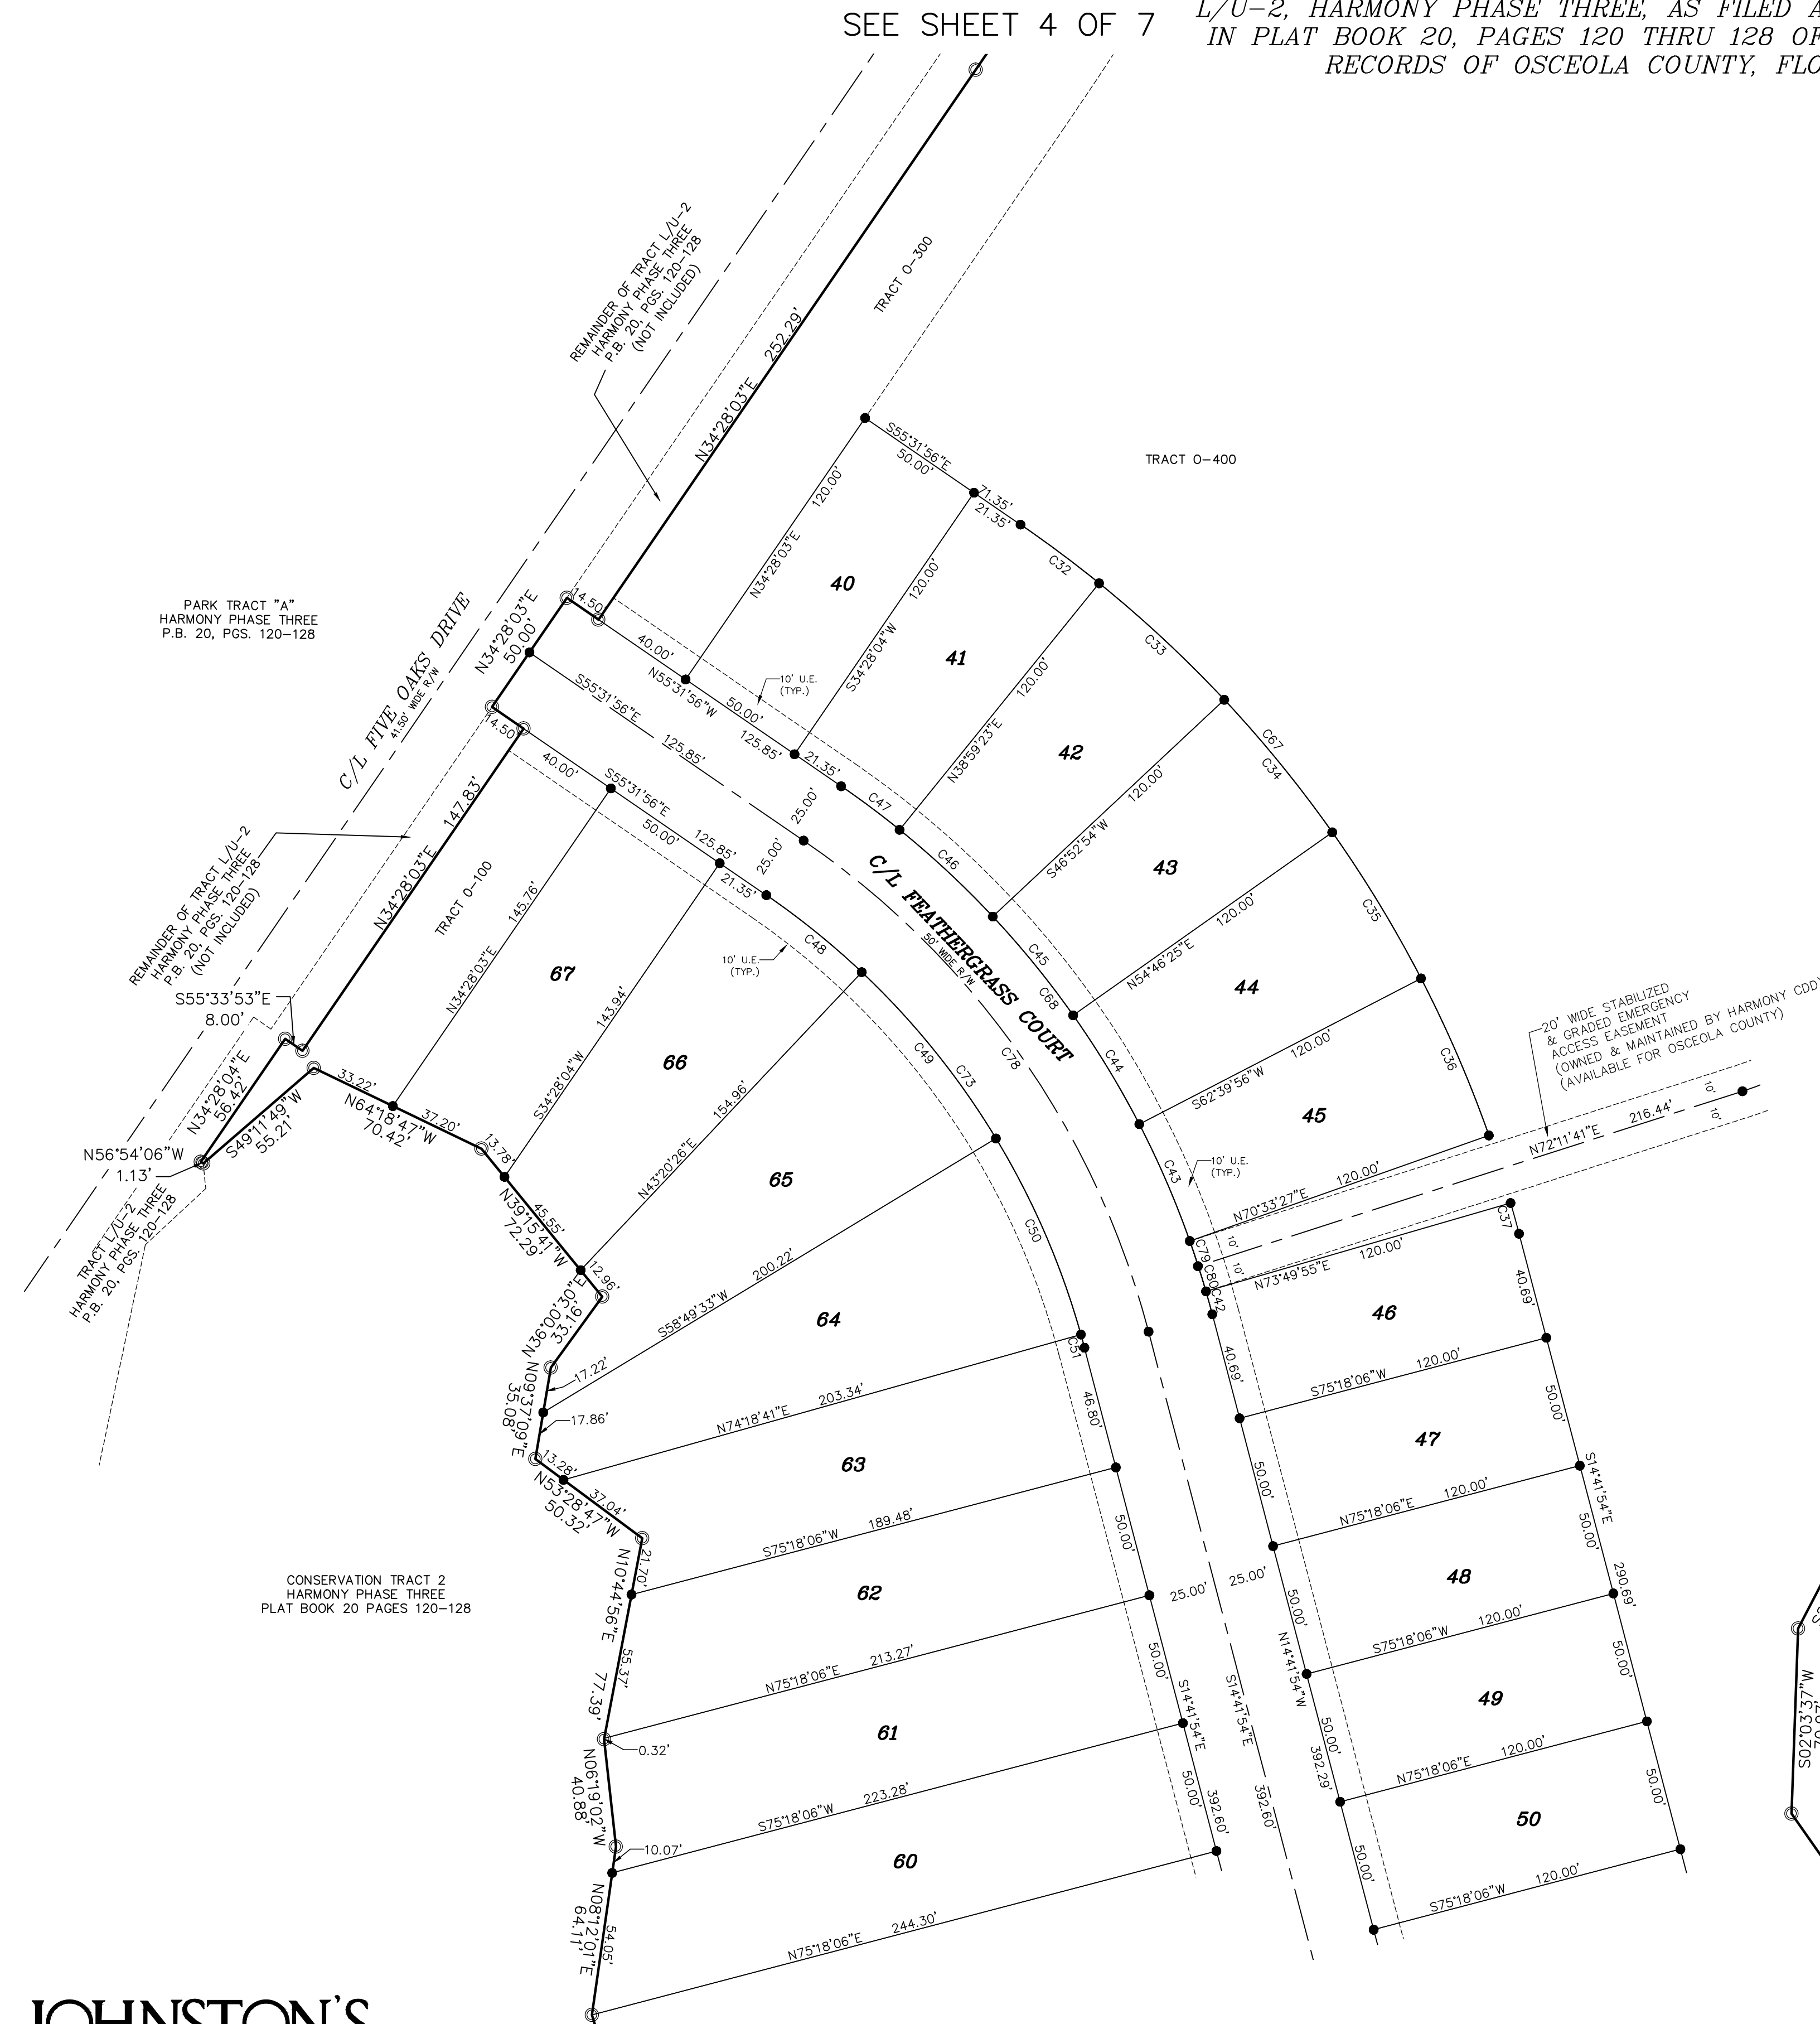 SEE SHEET 4 OF 7
L/U-2, HARMONY PHASE THREE, AS FILED A
IN PLAT BOOK 20, PAGES 120 THRU 128 OF
RECORDS OF OSCEOLA COUNTY, FLO
REMAINDER OF TRACT L/U-2
HARMONY PHASE THREE
P.B. 20, PGS. 120-128
(NOT INCLUDED)
TRACT O-300
N34°28'03"E 252.29'
TRACT O-400
S55°31'56"E
50.00'
71.35'
21.35'
C32
C33
C67
C34
C35
C36
N34°28'03"E 120.00'
40
S34°28'04"W 120.00'
41
N38°59'23"E 120.00'
42
S46°52'54"W 120.00'
43
N54°46'25"E 120.00'
44
S62°39'56"W 120.00'
45
N70°33'27"E 120.00'
PARK TRACT "A"
HARMONY PHASE THREE
P.B. 20, PGS. 120-128
C/L FIVE OAKS DRIVE
41.50' WIDE R/W
N34°28'03"E
50.00'
14.50'
40.00'
N55°31'56"W
50.00'
125.85'
21.35'
10' U.E.
(TYP.)
S55°31'56"E 125.85'
25.00'
25.00'
C47
C46
C45
C68
C44
C43
C/L FEATHERGRASS COURT
50' WIDE R/W
C78
14.50'
40.00'
S55°31'56"E
50.00'
125.85'
21.35'
C48
C49
C73
C50
C51
10' U.E.
(TYP.)
10' U.E.
(TYP.)
REMAINDER OF TRACT L/U-2
HARMONY PHASE THREE
P.B. 20, PGS. 120-128
(NOT INCLUDED)
N34°28'03"E 147.83'
TRACT O-100
N34°28'03"E 145.76'
67
S34°28'04"W 143.94'
66
N43°20'26"E 154.96'
65
S58°49'33"W 200.22'
64
N74°18'41"E 203.34'
63
S75°18'06"W 189.48'
62
N75°18'06"E 213.27'
61
S75°18'06"W 223.28'
60
N75°18'06"E 244.30'
S55°33'53"E
8.00'
N34°28'04"E
56.42'
S49°11'49"W
55.21'
N56°54'06"W
1.13'
TRACT L/U-2
HARMONY PHASE THREE
P.B. 20, PGS. 120-128
33.22'
N64°18'47"W
70.42'
37.20'
13.78'
45.55'
N39°15'41"W
72.29'
12.96'
N36°00'30"E
33.16'
17.22'
N09°37'09"E
35.08'
17.86'
13.28'
N53°28'47"W
50.32'
37.04'
21.70'
N10°44'56"E 77.39'
55.37'
0.32'
N06°19'02"W
40.88'
10.07'
N08°12'01"E
64.11'
54.05'
CONSERVATION TRACT 2
HARMONY PHASE THREE
PLAT BOOK 20 PAGES 120-128
20' WIDE STABILIZED
& GRADED EMERGENCY
ACCESS EASEMENT
(OWNED & MAINTAINED BY HARMONY CDD)
(AVAILABLE FOR OSCEOLA COUNTY)
N72°11'41"E 216.44'
10'
10'
10'
10'
C79
C80
C42
C37
N73°49'55"E 120.00'
46
40.69'
40.69'
S75°18'06"W 120.00'
47
50.00'
50.00'
N75°18'06"E 120.00'
S14°41'54"E 290.69'
48
50.00'
50.00'
S75°18'06"W 120.00'
49
N14°41'54"W 392.29'
50.00'
50.00'
N75°18'06"E 120.00'
50
50.00'
50.00'
S75°18'06"W 120.00'
46.80'
50.00'
25.00'
25.00'
50.00'
S14°41'54"E 392.60'
50.00'
S14°41'54"E 392.60'
S02°03'37"W
JOHNSTON'S